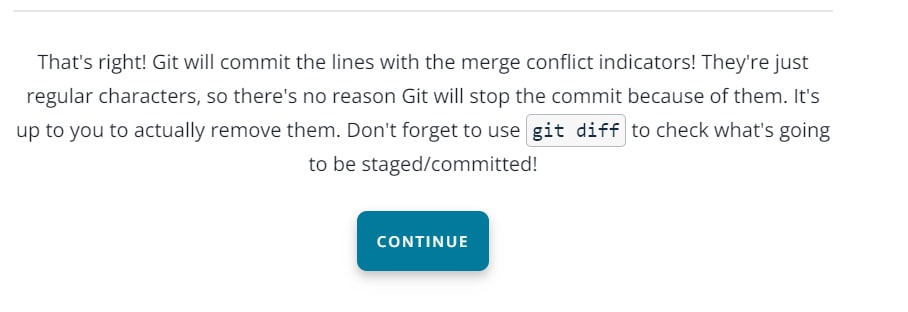 That's right! Git will commit the lines with the merge conflict indicators! They're just
regular characters, so there's no reason Git will stop the commit because of them. It's
up to you to actually remove them. Don't forget to use git diff to check what's going
to be staged/committed!
CONTINUE